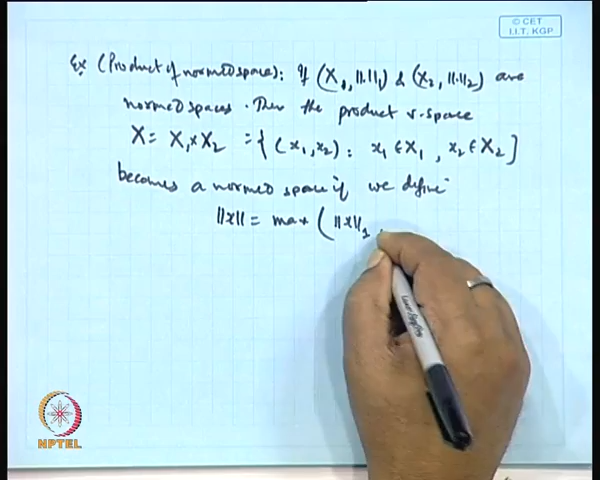 © CET
I.I.T. KGP
Ex (Product of normed space): If (X₁, ||.||₁) & (X₂, ||.||₂) are
normed spaces. Then the product v. space
X = X₁ × X₂ = { (x₁, x₂) : x₁ ∈ X₁, x₂ ∈ X₂ ]
becomes a normed space if we define
||x|| = max ( ||x||₁ ,
NPTEL